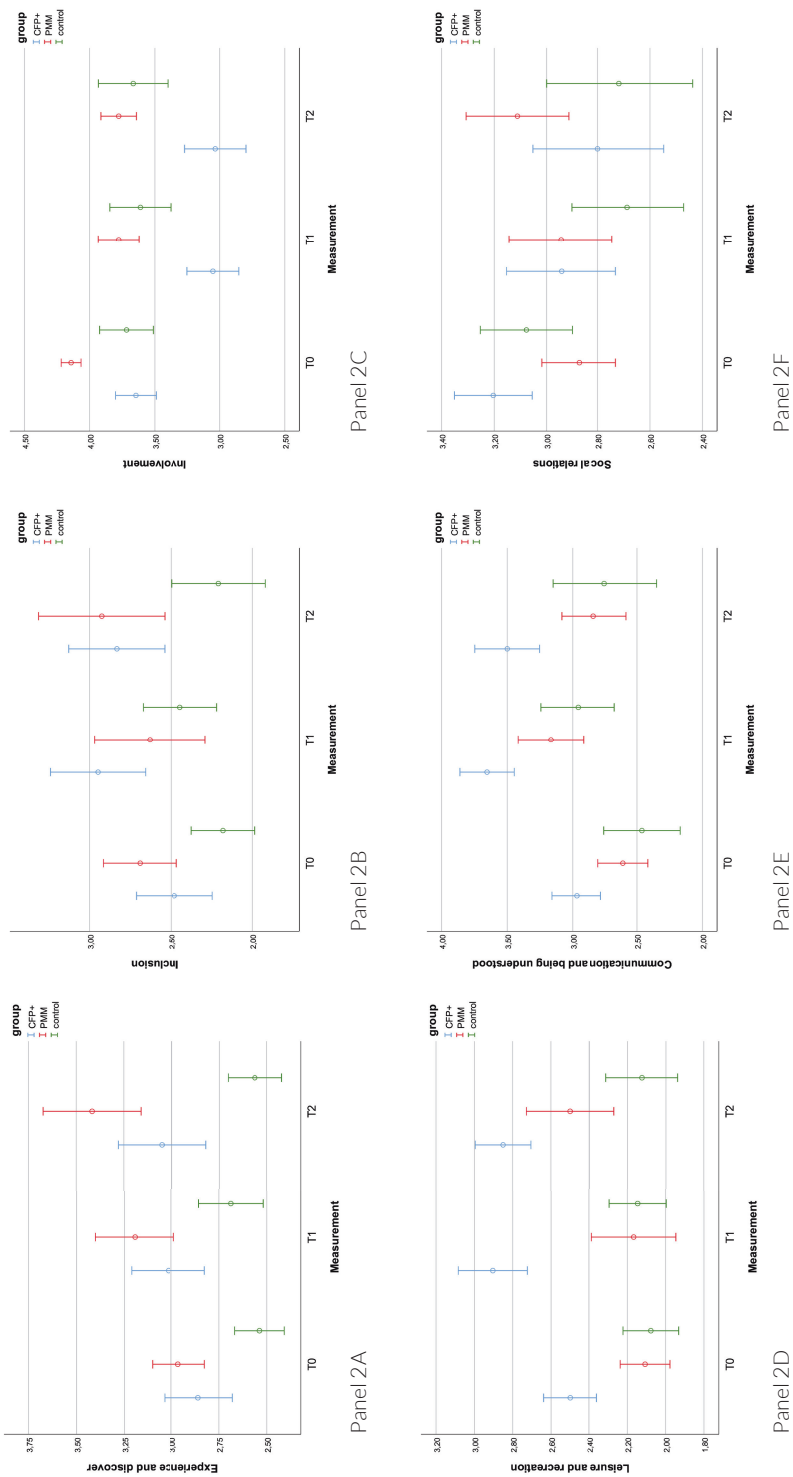 group
CFP+
PMM
control
3,75
3,50
3,25
3,00
2,75
2,50
Experience and discover
T0
T1
T2
Measurement
Panel 2A
group
CFP+
PMM
control
3,00
2,50
2,00
Inclusion
T0
T1
T2
Measurement
Panel 2B
group
CFP+
PMM
control
4,50
4,00
3,50
3,00
2,50
Involvement
T0
T1
T2
Measurement
Panel 2C
group
CFP+
PMM
control
3,20
3,00
2,80
2,60
2,40
2,20
2,00
1,80
Leisure and recreation
T0
T1
T2
Measurement
Panel 2D
group
CFP+
PMM
control
4,00
3,50
3,00
2,50
2,00
Communication and being understood
T0
T1
T2
Measurement
Panel 2E
group
CFP+
PMM
control
3,40
3,20
3,00
2,80
2,60
2,40
Socal relations
T0
T1
T2
Measurement
Panel 2F